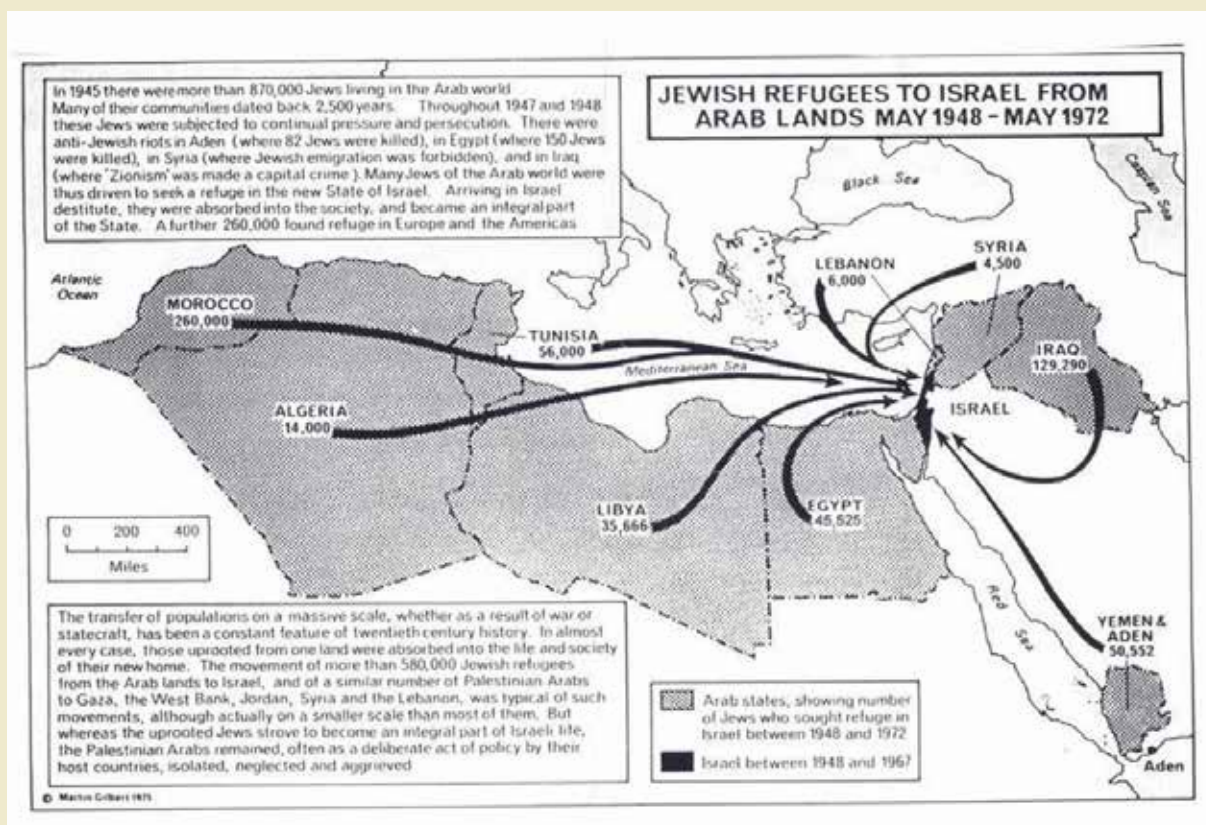 In 1945 there were more than 870,000 Jews living in the Arab world
Many of their communities dated back 2,500 years. Throughout 1947 and 1948
these Jews were subjected to continual pressure and persecution. There were
anti-Jewish riots in Aden (where 82 Jews were killed), in Egypt (where 150 Jews
were killed), in Syria (where Jewish emigration was forbidden), and in Iraq
(where 'Zionism' was made a capital crime). Many Jews of the Arab world were
thus driven to seek a refuge in the new State of Israel. Arriving in Israel
destitute, they were absorbed into the society, and became an integral part
of the State. A further 260,000 found refuge in Europe and the Americas
JEWISH REFUGEES TO ISRAEL FROM
ARAB LANDS MAY 1948 - MAY 1972
Black Sea
Caspian Sea
Atlantic
Ocean
MOROCCO
260,000
TUNISIA
56,000
LEBANON
6,000
SYRIA
4,500
IRAQ
129,290
Mediterranean Sea
ALGERIA
14,000
ISRAEL
LIBYA
35,666
EGYPT
45,525
0 200 400
Miles
Red Sea
YEMEN &
ADEN
50,552
Aden
The transfer of populations on a massive scale, whether as a result of war or
statecraft, has been a constant feature of twentieth century history. In almost
every case, those uprooted from one land were absorbed into the life and society
of their new home. The movement of more than 580,000 Jewish refugees
from the Arab lands to Israel, and of a similar number of Palestinian Arabs
to Gaza, the West Bank, Jordan, Syria and the Lebanon, was typical of such
movements, although actually on a smaller scale than most of them. But
whereas the uprooted Jews strove to become an integral part of Israeli life,
the Palestinian Arabs remained, often as a deliberate act of policy by their
host countries, isolated, neglected and aggrieved
Arab states, showing number
of Jews who sought refuge in
Israel between 1948 and 1972
Israel between 1948 and 1967
© Martin Gilbert 1975